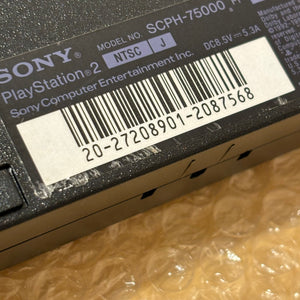 SONY
MODEL NO. SCPH-75000
PlayStation 2 NTSC J DC8.5V 5.3A
Sony Computer Entertainment Inc.
20-27208901-2087568